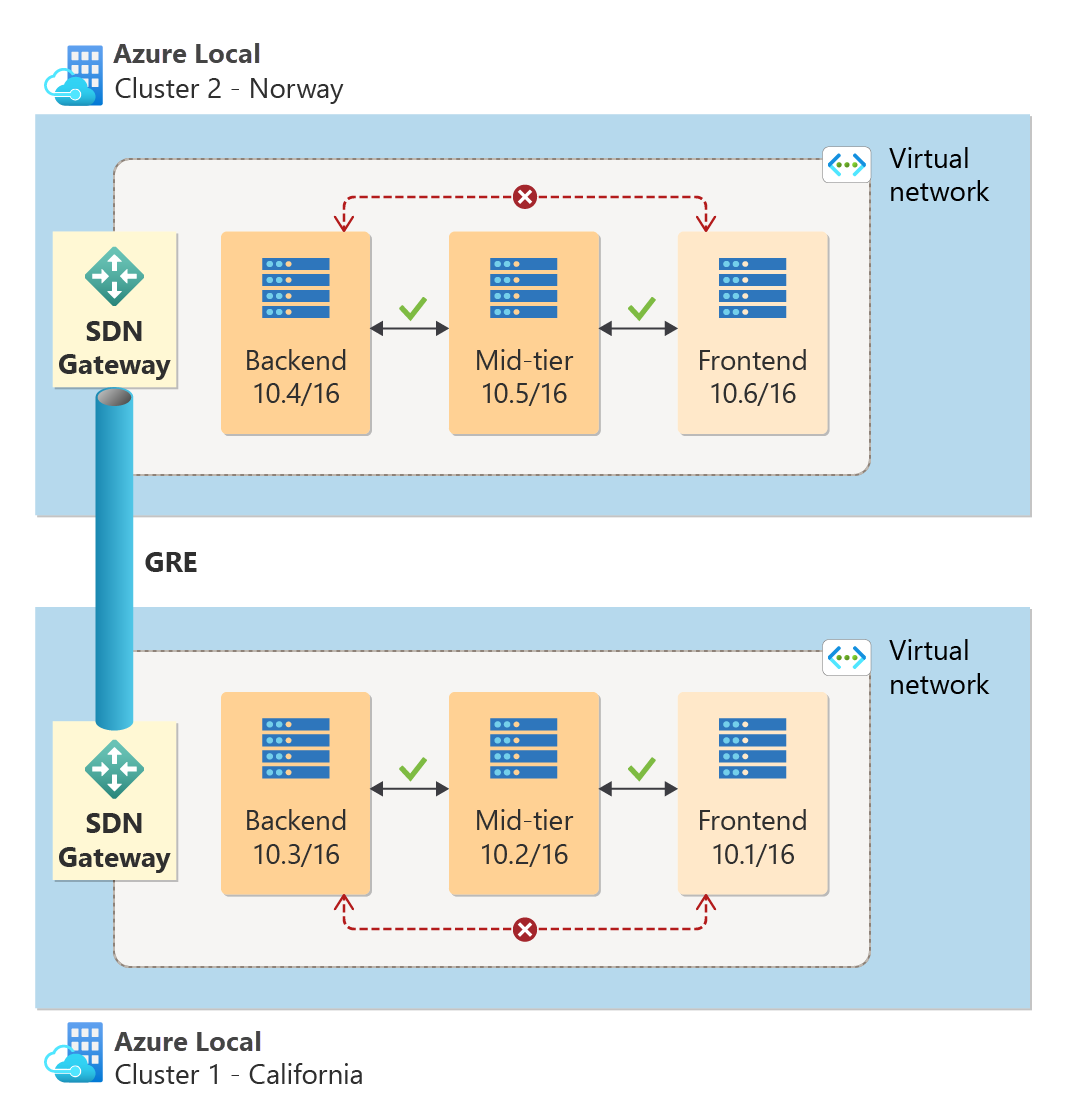 Azure Local
Cluster 2 - Norway
Virtual
network
SDN
Gateway
Backend
10.4/16
Mid-tier
10.5/16
Frontend
10.6/16
GRE
Virtual
network
SDN
Gateway
Backend
10.3/16
Mid-tier
10.2/16
Frontend
10.1/16
Azure Local
Cluster 1 - California